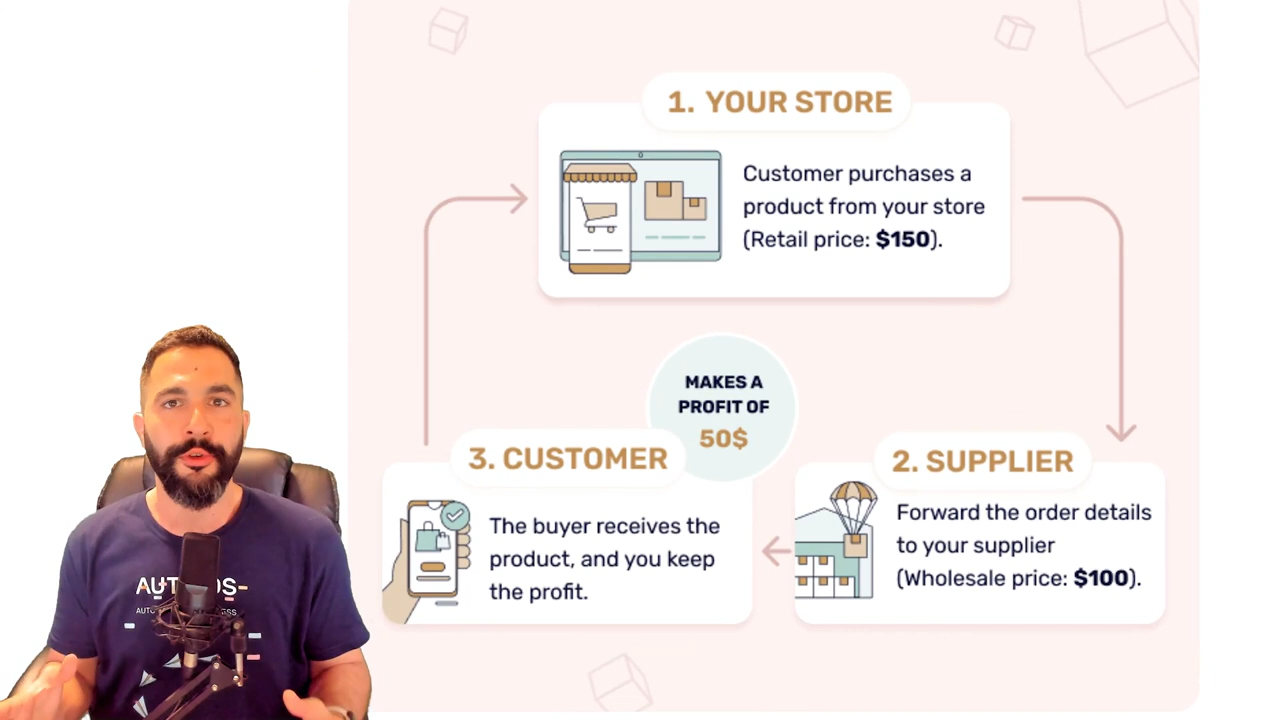 1. YOUR STORE
Customer purchases a
product from your store
(Retail price: $150).
MAKES A
PROFIT OF
50$
3. CUSTOMER
The buyer receives the
product, and you keep
the profit.
2. SUPPLIER
Forward the order details
to your supplier
(Wholesale price: $100).